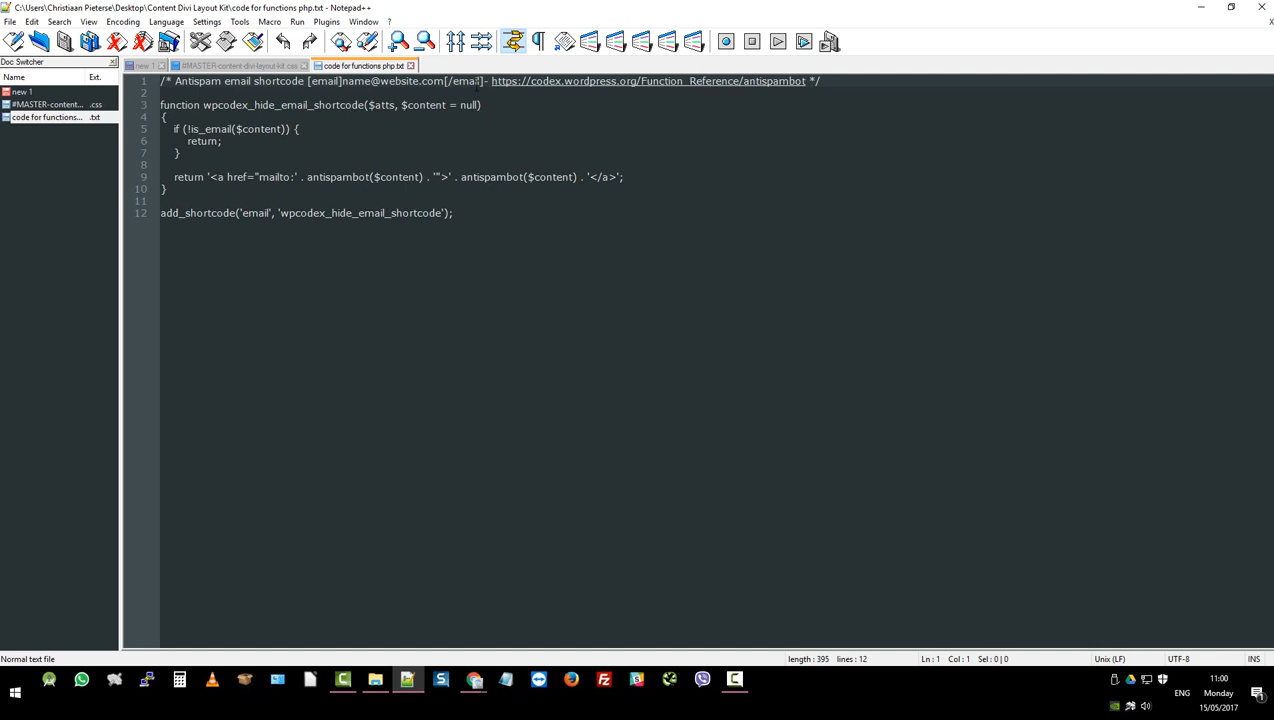 C:\Users\Christiaan Pieterse\Desktop\Content Divi Layout Kit\code for functions php.txt - Notepad++
File Edit Search View Encoding Language Settings Tools Macro Run Plugins Window ? X
Doc Switcher
new 1 #MASTER-content-divi-layout-kit.css code for functions php.txt
Name Ext.
new 1
#MASTER-content... .css
code for functions... .txt
1 /* Antispam email shortcode [email]name@website.com[/email]- https://codex.wordpress.org/Function_Reference/antispambot */
2
3 function wpcodex_hide_email_shortcode($atts, $content = null)
4 {
5 if (!is_email($content)) {
6 return;
7 }
8
9 return '<a href="mailto:' . antispambot($content) . '">' . antispambot($content) . '</a>';
10 }
11
12 add_shortcode('email', 'wpcodex_hide_email_shortcode');
Normal text file length : 395 lines : 12 Ln : 1 Col : 1 Sel : 0 | 0 Unix (LF) UTF-8 INS
11:00
ENG Monday
15/05/2017